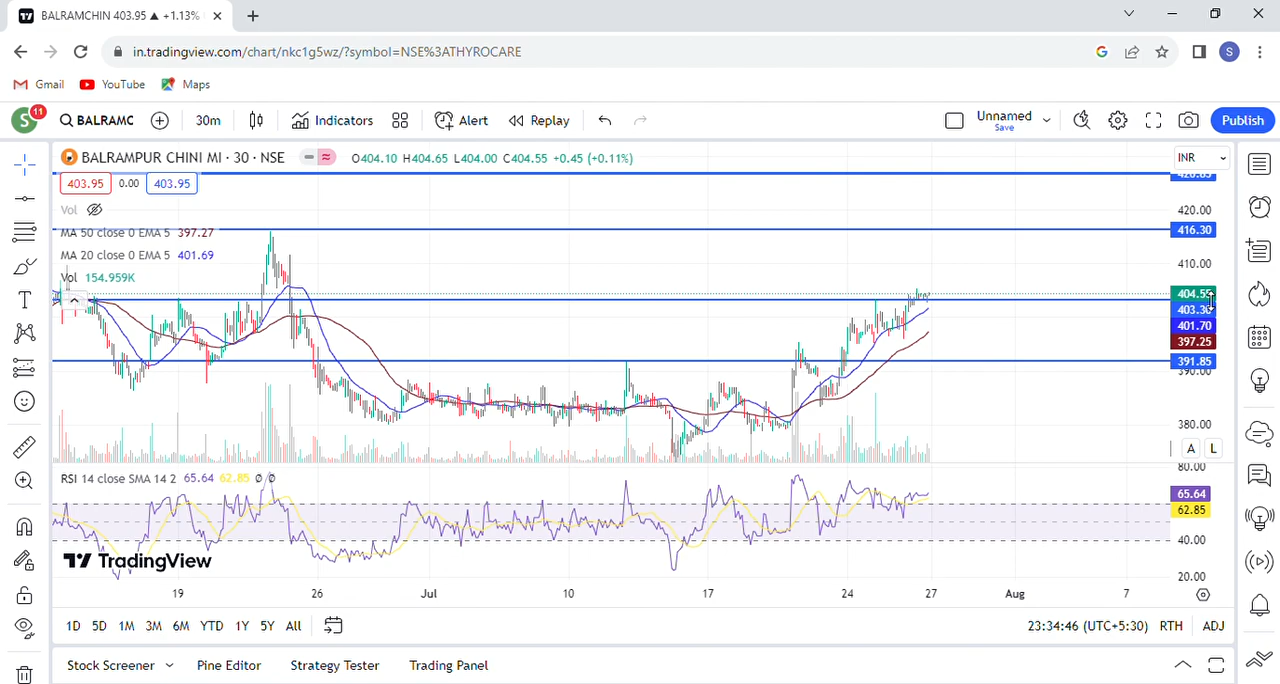 BALRAMCHIN 403.95 ▲ +1.13%
in.tradingview.com/chart/nkc1g5wz/?symbol=NSE%3ATHYROCARE
Gmail YouTube Maps
S 11 BALRAMC 30m Indicators Alert Replay Unnamed Save Publish
BALRAMPUR CHINI MI · 30 · NSE O404.10 H404.65 L404.00 C404.55 +0.45 (+0.11%) INR
403.95 0.00 403.95
Vol
420.00
MA 50 close 0 EMA 5 397.27
416.30
MA 20 close 0 EMA 5 401.69
410.00
Vol 154.959K
404.55
403.30
401.70
397.25
391.85
390.00
380.00
A L
80.00
RSI 14 close SMA 14 2 65.64 62.85 Ø Ø
65.64
62.85
40.00
TradingView
20.00
19 26 Jul 10 17 24 27 Aug 7
1D 5D 1M 3M 6M YTD 1Y 5Y All 23:34:46 (UTC+5:30) RTH ADJ
Stock Screener Pine Editor Strategy Tester Trading Panel